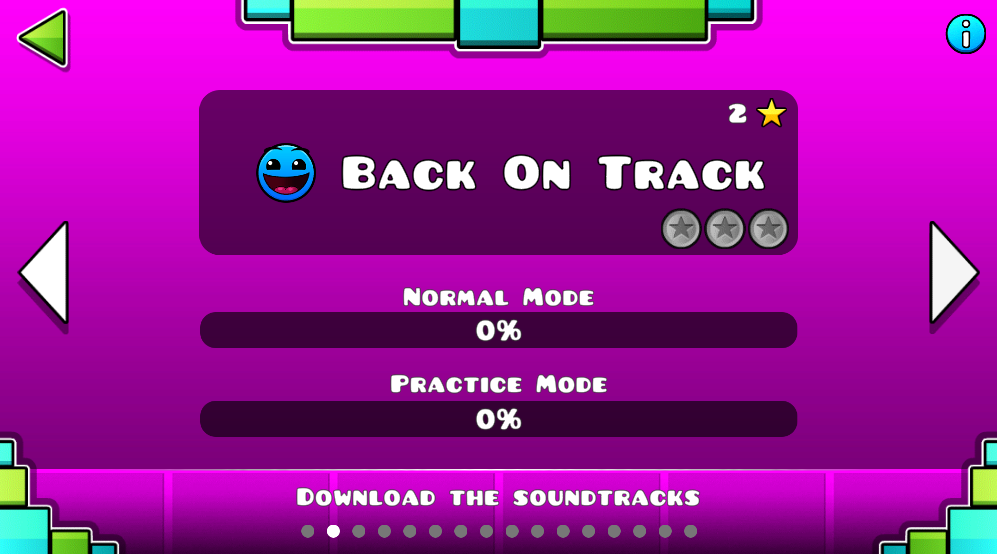 2
Back On Track
Normal Mode
0%
Practice Mode
0%
Download the soundtracks